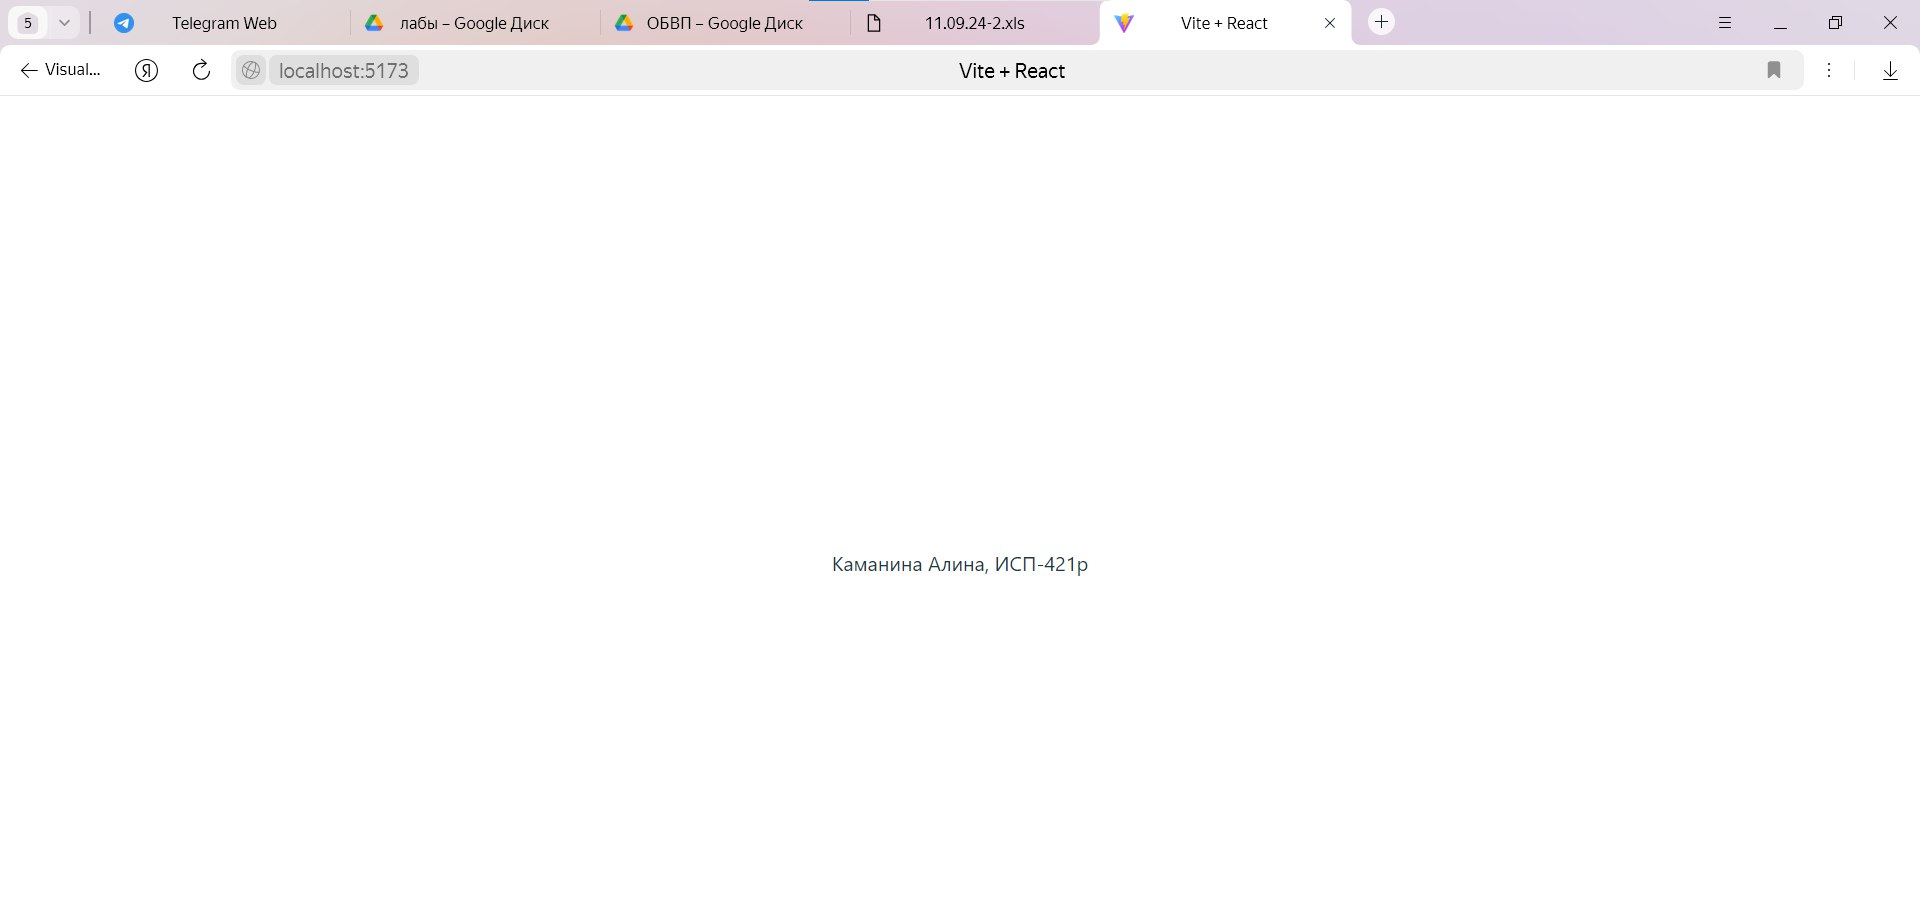 5
Telegram Web
лабы – Google Диск
ОБВП – Google Диск
11.09.24-2.xls
Vite + React
Visual...
Я
localhost:5173
Vite + React
Каманина Алина, ИСП-421р